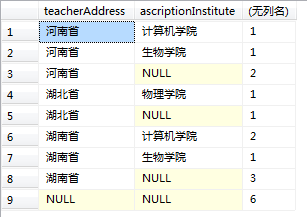 teacherAddress ascriptionInstitute (无列名)
1 河南省 计算机学院 1
2 河南省 生物学院 1
3 河南省 NULL 2
4 湖北省 物理学院 1
5 湖北省 NULL 1
6 湖南省 计算机学院 2
7 湖南省 生物学院 1
8 湖南省 NULL 3
9 NULL NULL 6